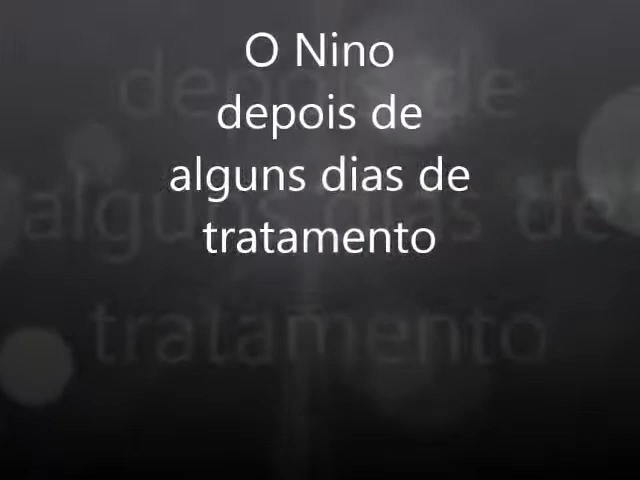 O Nino
depois de
alguns dias de
tratamento